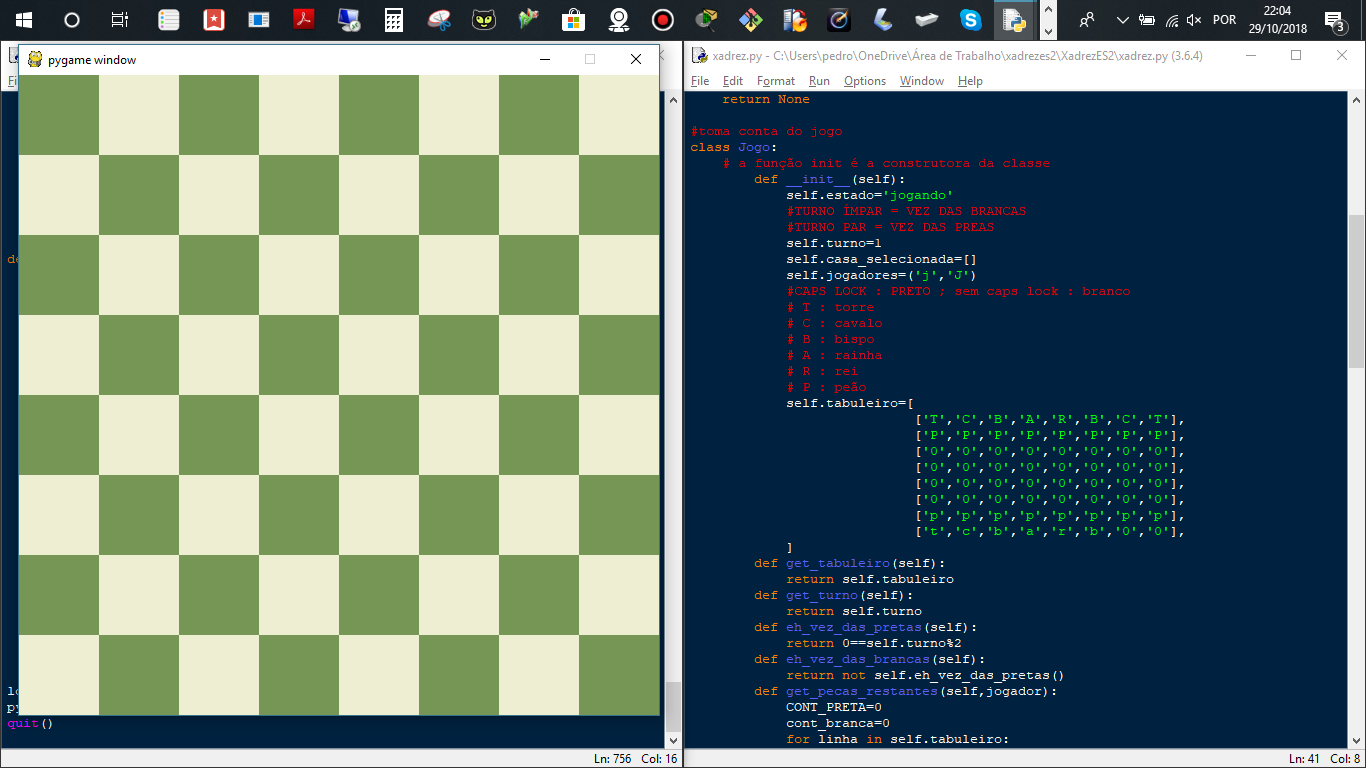 POR
22:04
29/10/2018
3
pygame window
de
lo
py
quit()
Ln: 756 Col: 16
xadrez.py - C:\Users\pedro\OneDrive\Área de Trabalho\xadrezes2\XadrezES2\xadrez.py (3.6.4)
File Edit Format Run Options Window Help
return None
#toma conta do jogo
class Jogo:
# a função init é a construtora da classe
def __init__(self):
self.estado='jogando'
#TURNO ÍMPAR = VEZ DAS BRANCAS
#TURNO PAR = VEZ DAS PREAS
self.turno=1
self.casa_selecionada=[]
self.jogadores=('j','J')
#CAPS LOCK : PRETO ; sem caps lock : branco
# T : torre
# C : cavalo
# B : bispo
# A : rainha
# R : rei
# P : peão
self.tabuleiro=[
['T','C','B','A','R','B','C','T'],
['P','P','P','P','P','P','P','P'],
['0','0','0','0','0','0','0','0'],
['0','0','0','0','0','0','0','0'],
['0','0','0','0','0','0','0','0'],
['0','0','0','0','0','0','0','0'],
['p','p','p','p','p','p','p','p'],
['t','c','b','a','r','b','0','0'],
]
def get_tabuleiro(self):
return self.tabuleiro
def get_turno(self):
return self.turno
def eh_vez_das_pretas(self):
return 0==self.turno%2
def eh_vez_das_brancas(self):
return not self.eh_vez_das_pretas()
def get_pecas_restantes(self,jogador):
CONT_PRETA=0
cont_branca=0
for linha in self.tabuleiro:
Ln: 41 Col: 8